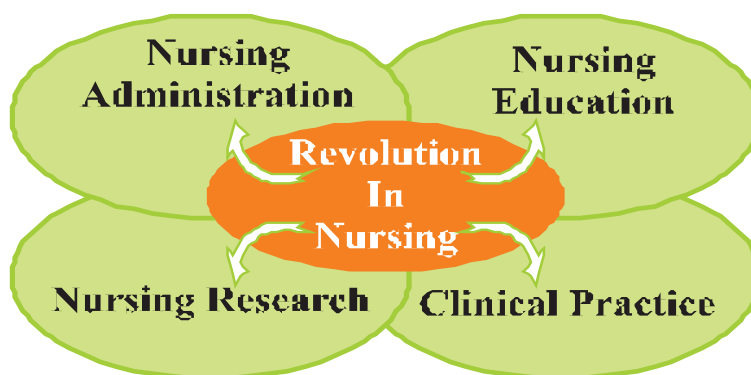 Nursing
Administration
Nursing
Education
Revolution
In
Nursing
Nursing Research
Clinical Practice